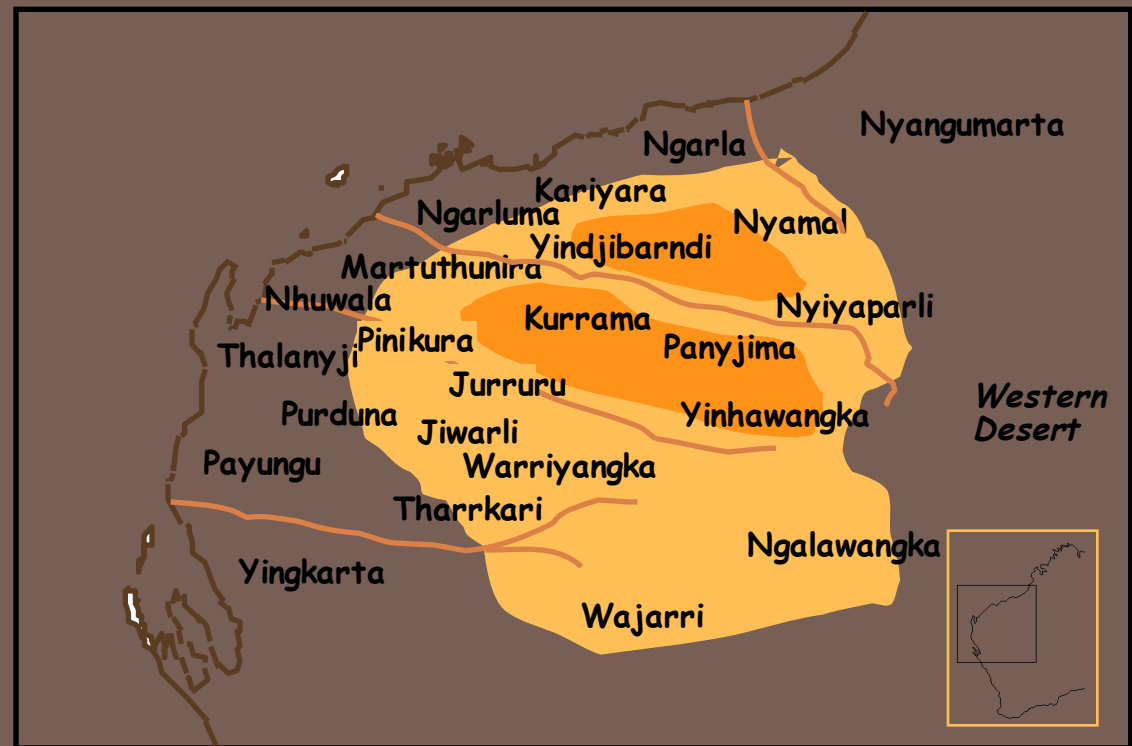 Nyangumarta
Ngarla
Kariyara
Ngarluma
Nyamal
Yindjibarndi
Martuthunira
Nhuwala
Nyiyaparli
Kurrama
Pinikura
Panyjima
Thalanyji
Jurruru
Western
Desert
Purduna
Yinhawangka
Jiwarli
Payungu
Warriyangka
Tharrkari
Ngalawangka
Yingkarta
Wajarri